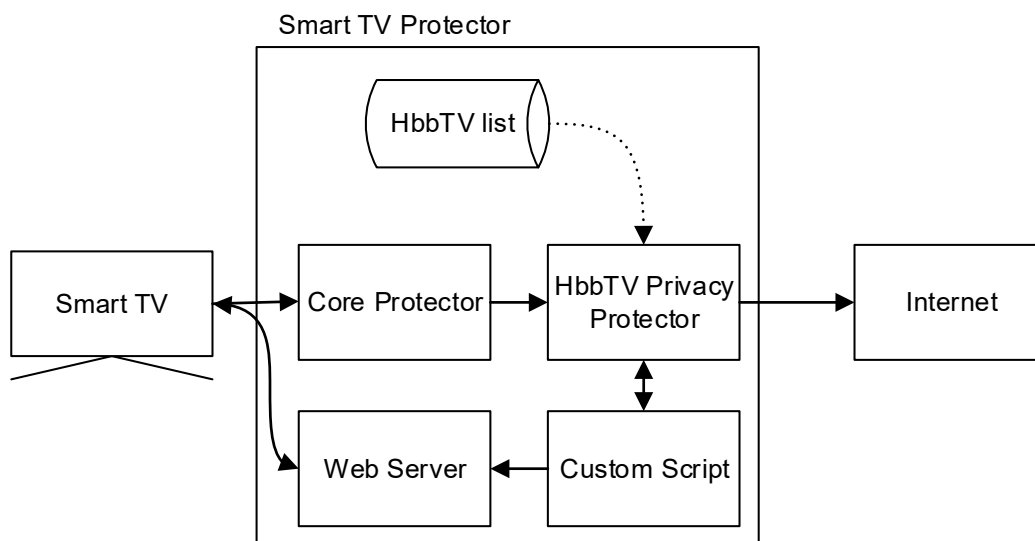 Smart TV Protector
HbbTV list
Smart TV
Core Protector
HbbTV Privacy
Protector
Internet
Web Server
Custom Script